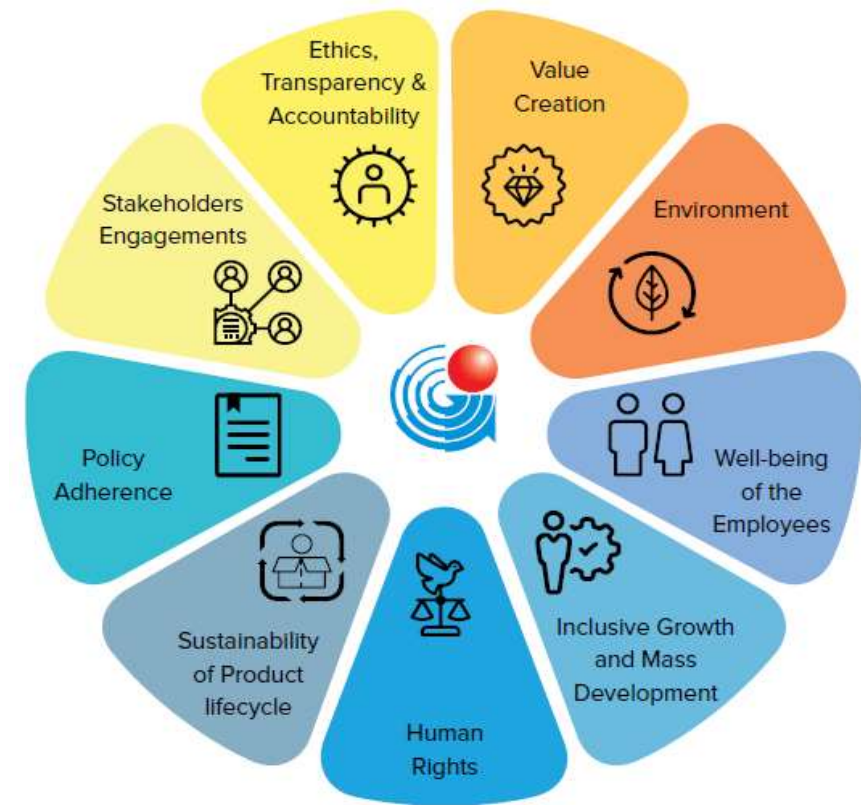 Ethics,
Transparency &
Accountability
Value
Creation
Environment
Well-being
of the
Employees
Inclusive Growth
and Mass
Development
Human
Rights
Sustainability
of Product
lifecycle
Policy
Adherence
Stakeholders
Engagements